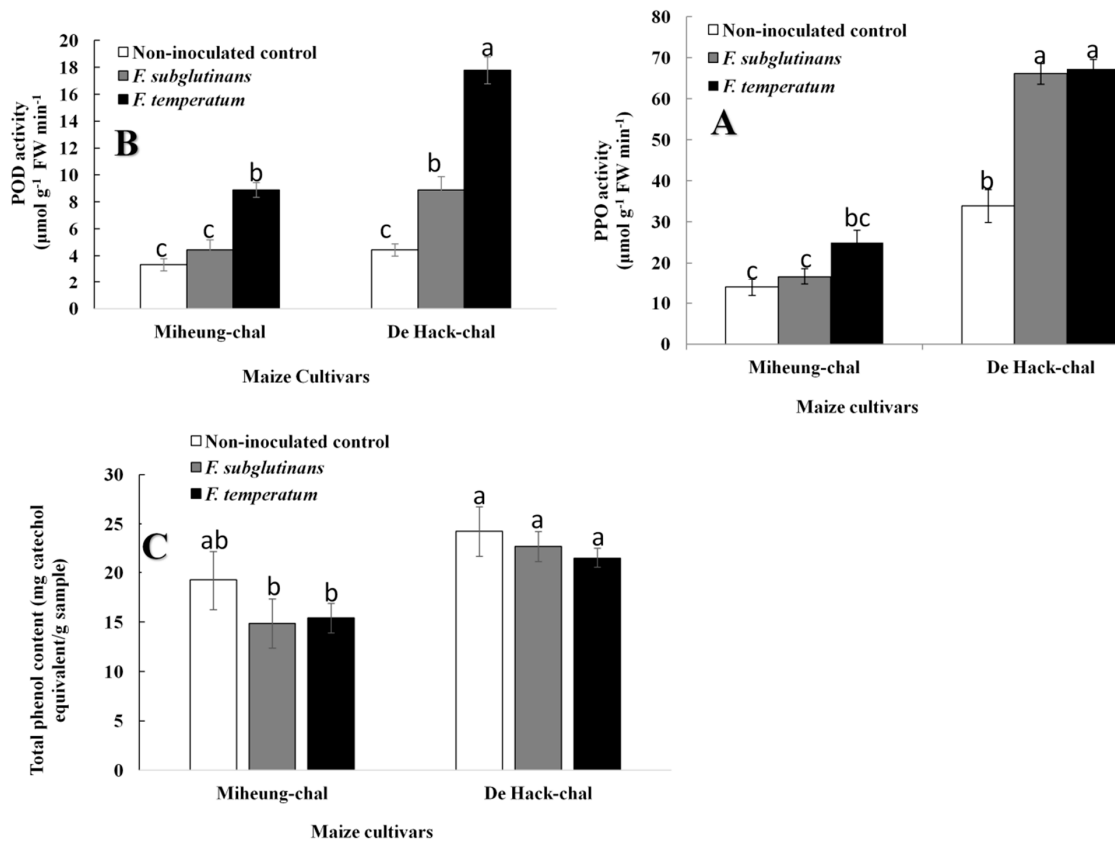 Non-inoculated control
F. subglutinans
F. temperatum
B
POD activity
(µmol g⁻¹ FW min⁻¹)
20
18
16
14
12
10
8
6
4
2
0
c
c
b
c
b
a
Miheung-chal
De Hack-chal
Maize Cultivars
Non-inoculated control
F. subglutinans
F. temperatum
A
PPO activity
(µmol g⁻¹ FW min⁻¹)
80
70
60
50
40
30
20
10
0
c
c
bc
b
a
a
Miheung-chal
De Hack-chal
Maize cultivars
Non-inoculated control
F. subglutinans
F. temperatum
C
Total phenol content (mg catechol
equivalent/g sample)
30
25
20
15
10
5
0
ab
b
b
a
a
a
Miheung-chal
De Hack-chal
Maize cultivars